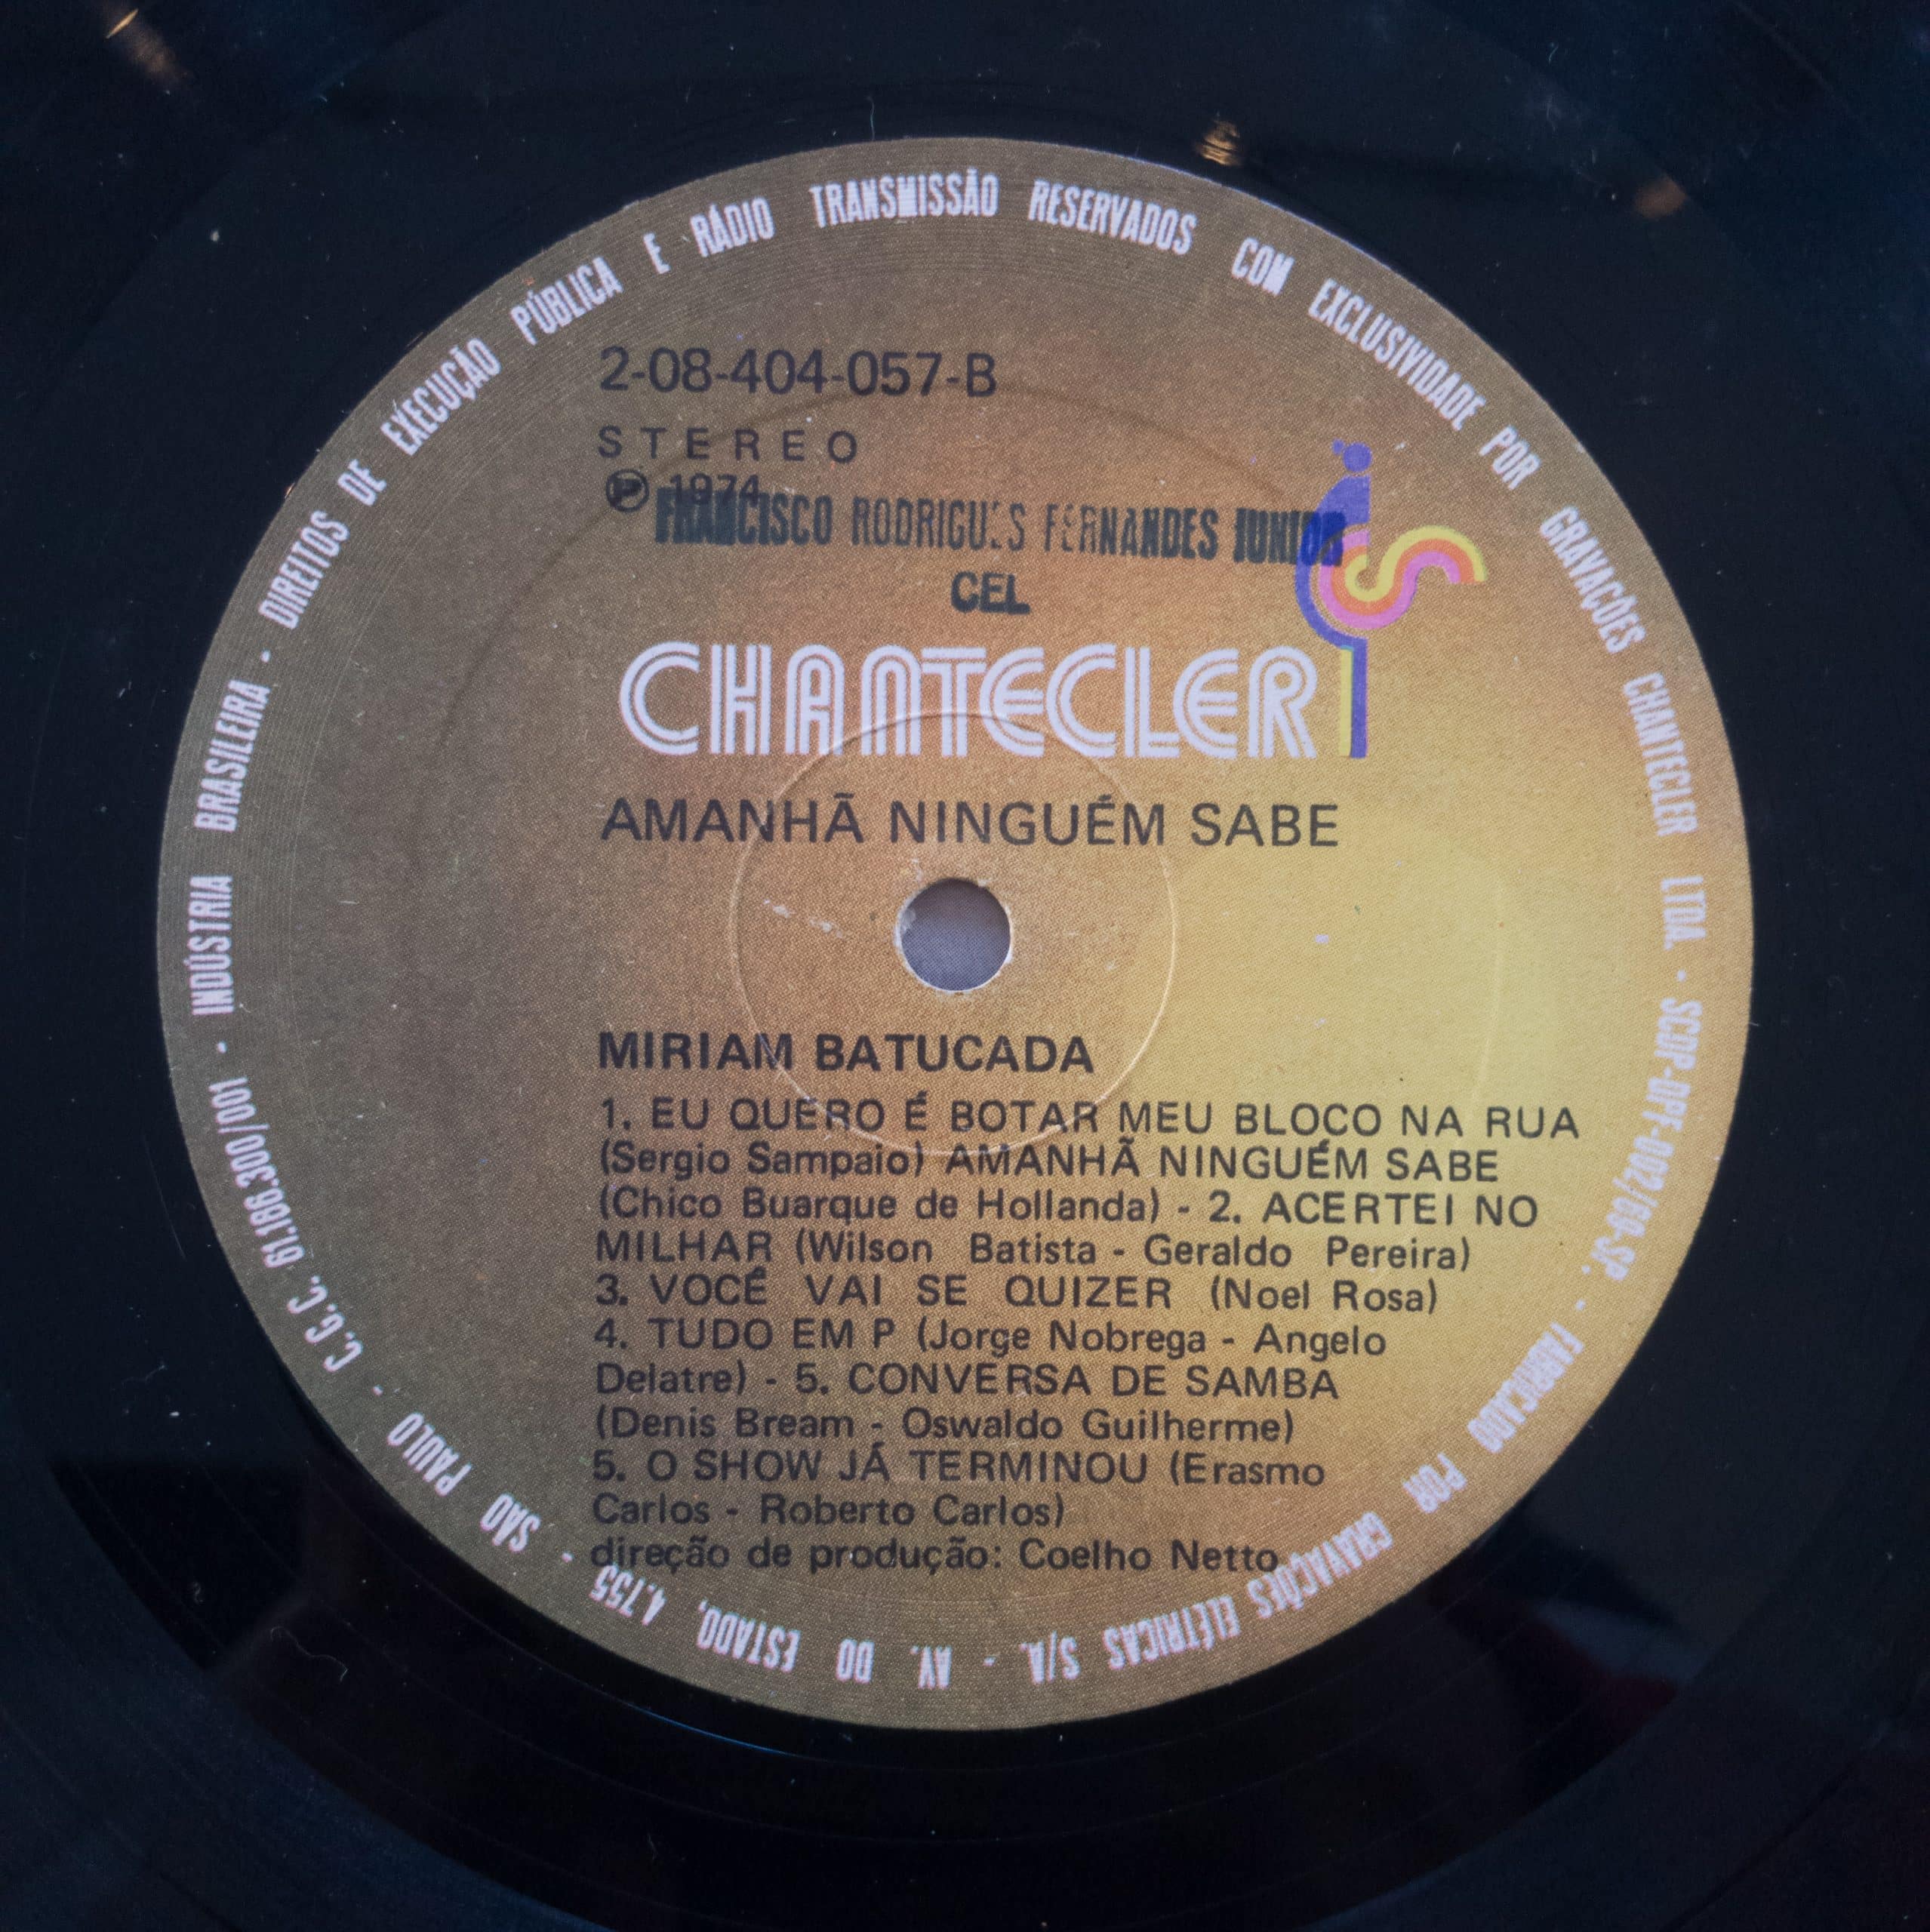 INDÚSTRIA BRASILEIRA - DIREITOS DE EXECUÇÃO PÚBLICA E RÁDIO TRANSMISSÃO RESERVADOS COM EXCLUSIVIDADE POR GRAVAÇÕES CHANTECLER LTDA. - SCDP-DPF-002/69-SP. - FABRICADO POR GRAVAÇÕES ELÉTRICAS S/A. - AV. DO ESTADO, 4.755 - SÃO PAULO - C.G.C. 61.186.300/001 -
2-08-404-057-B
STEREO
Ⓟ 1974
FRANCISCO RODRIGUES FERNANDES JUNIOR
CEL
CHANTECLER
AMANHÃ NINGUÉM SABE
MIRIAM BATUCADA
1. EU QUERO É BOTAR MEU BLOCO NA RUA
(Sergio Sampaio) AMANHÃ NINGUÉM SABE
(Chico Buarque de Hollanda) - 2. ACERTEI NO
MILHAR (Wilson Batista - Geraldo Pereira)
3. VOCÉ VAI SE QUIZER (Noel Rosa)
4. TUDO EM P (Jorge Nobrega - Angelo
Delatre) - 5. CONVERSA DE SAMBA
(Denis Bream - Oswaldo Guilherme)
5. O SHOW JÁ TERMINOU (Erasmo
Carlos - Roberto Carlos)
direção de produção: Coelho Netto